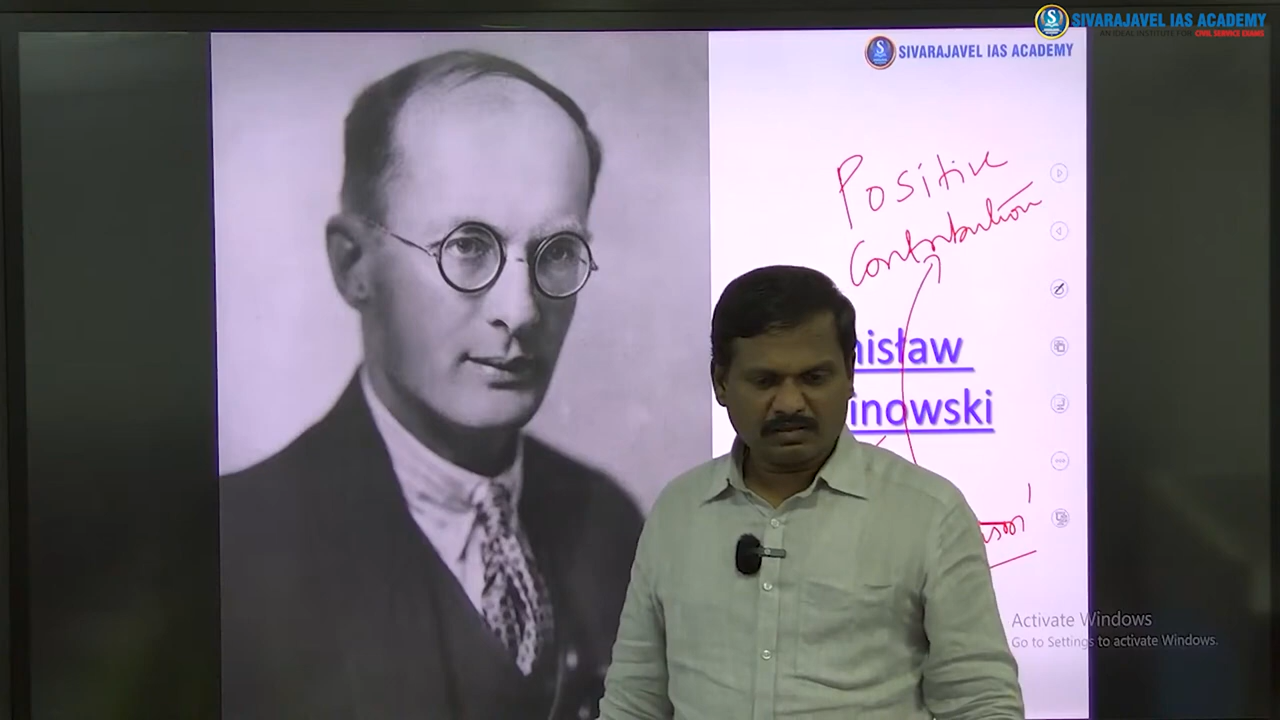 SIVARAJAVEL IAS ACADEMY
AN IDEAL INSTITUTE FOR CIVIL SERVICE EXAMS
SIVARAJAVEL IAS ACADEMY
Positive
Contribution
nisław
inowski
Activate Windows
Go to Settings to activate Windows.